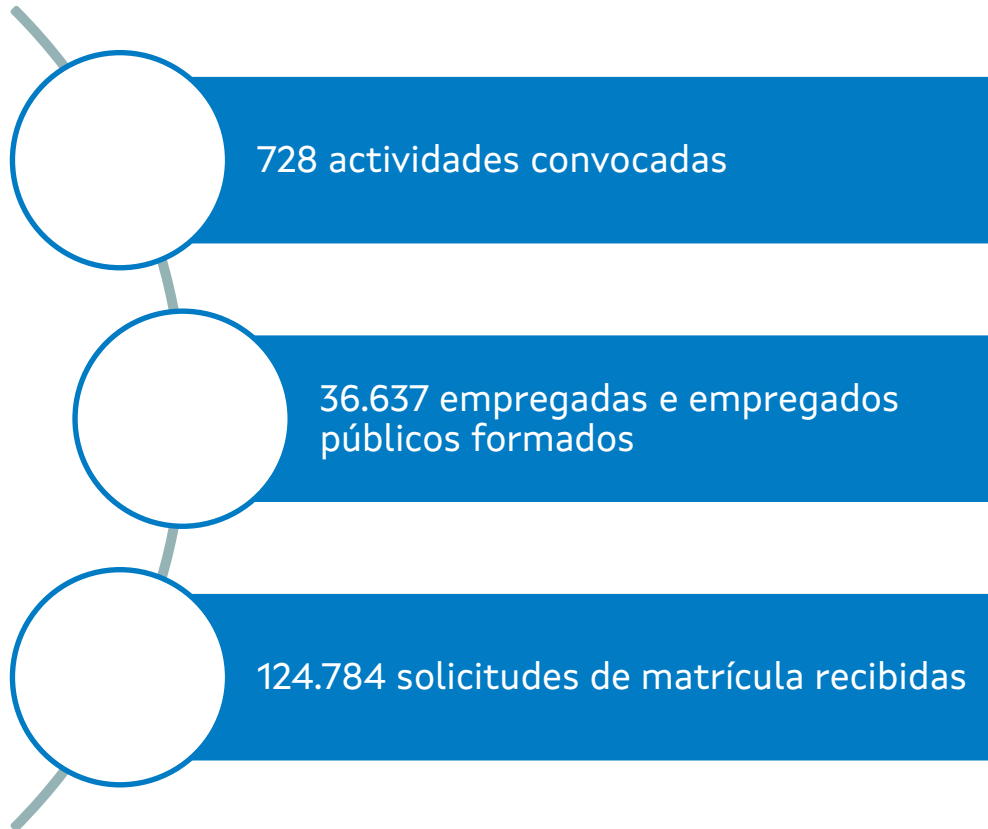 728 actividades convocadas
36.637 empregadas e empregados
públicos formados
124.784 solicitudes de matrícula recibidas